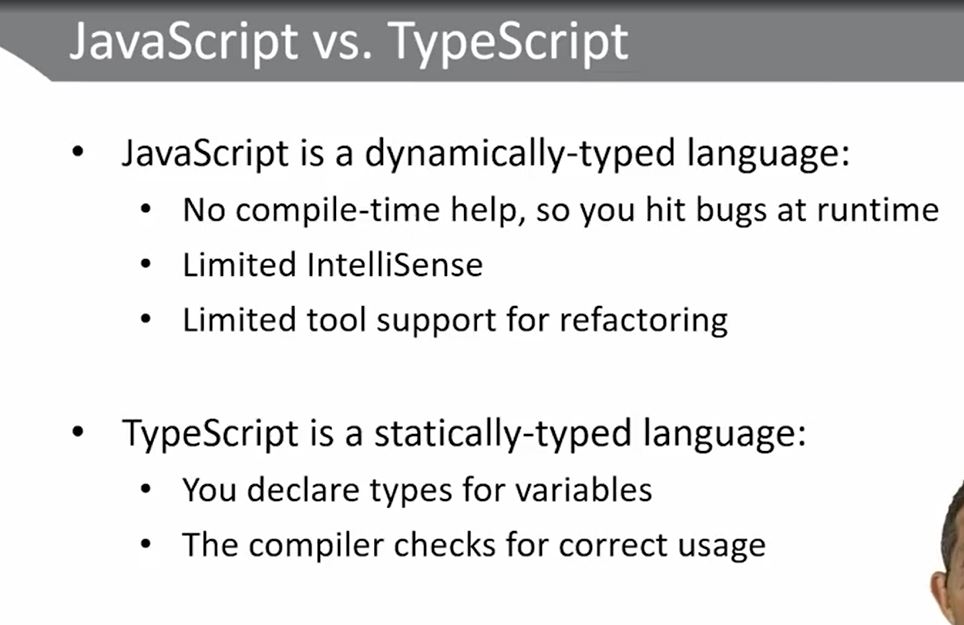 JavaScript vs. TypeScript
• JavaScript is a dynamically-typed language:
• No compile-time help, so you hit bugs at runtime
• Limited IntelliSense
• Limited tool support for refactoring
• TypeScript is a statically-typed language:
• You declare types for variables
• The compiler checks for correct usage